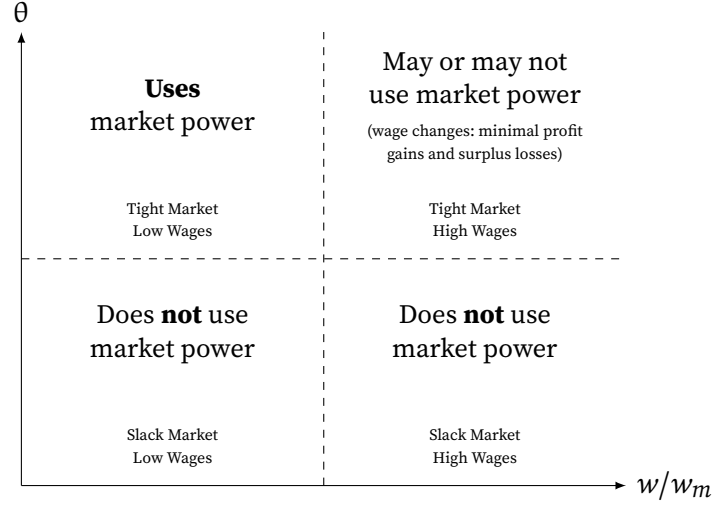 θ
Uses
market power
Tight Market
Low Wages
May or may not
use market power
(wage changes: minimal profit
gains and surplus losses)
Tight Market
High Wages
Does not use
market power
Slack Market
Low Wages
Does not use
market power
Slack Market
High Wages
w/wₘ